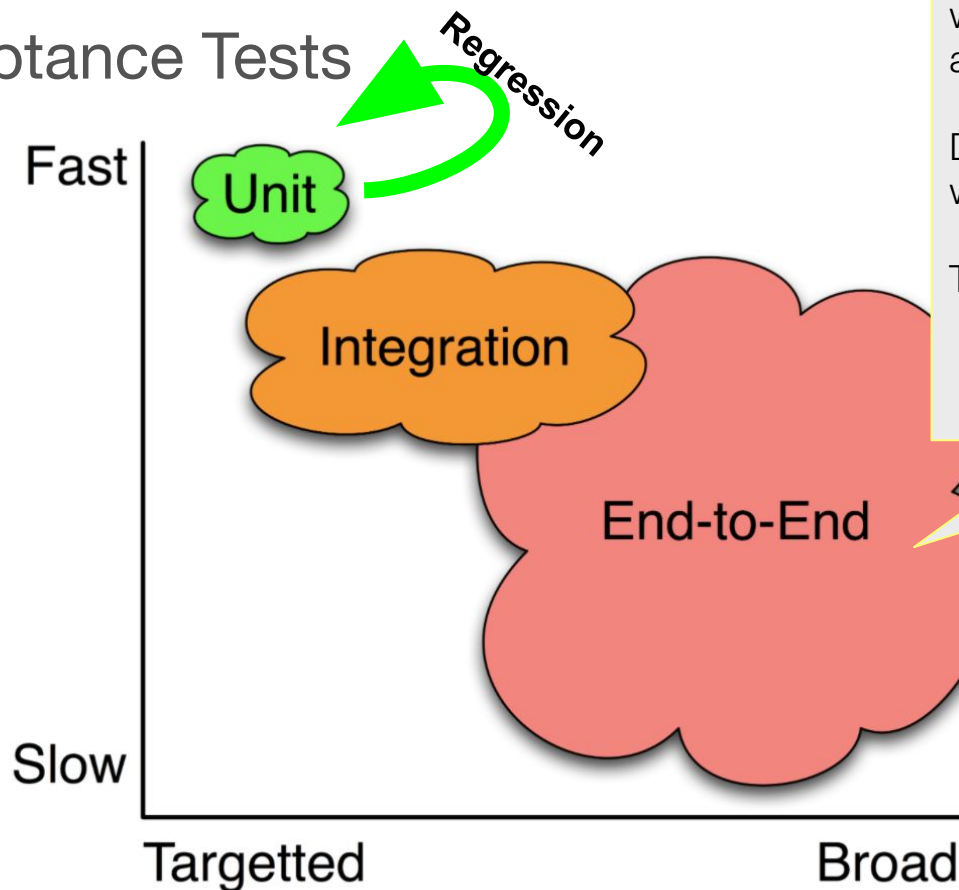 ptance Tests
Regression
Fast
Unit
Integration
End-to-End
Slow
Targetted
Broad